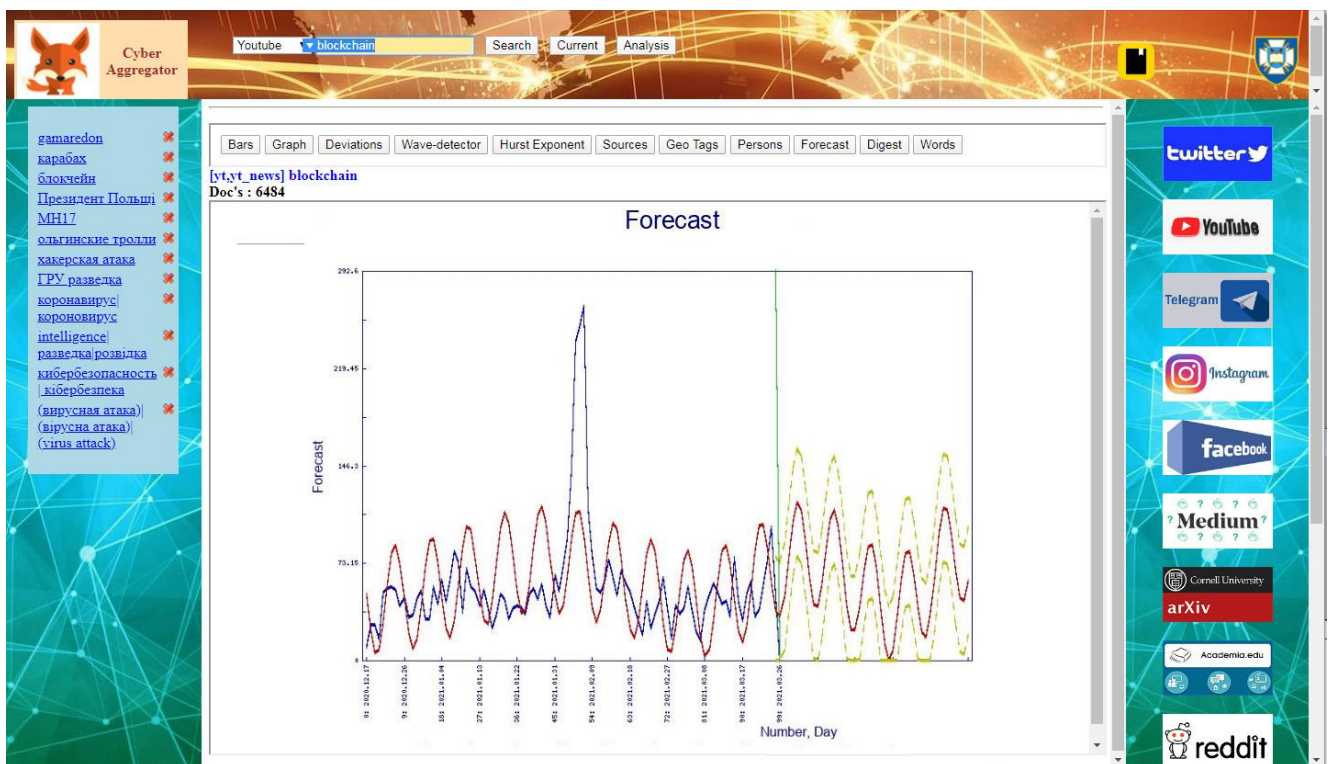 Cyber
Aggregator
Youtube
blockchain
Search
Current
Analysis
gamaredon
карабах
блокчейн
Президент Польщі
MH17
ольгинские тролли
хакерская атака
ГРУ разведка
коронавирус|
короновирус
intelligence|
разведка|розвідка
кибербезопасность
| кібербезпека
(вирусная атака)|
(вірусна атака)|
(virus attack)
Bars
Graph
Deviations
Wave-detector
Hurst Exponent
Sources
Geo Tags
Persons
Forecast
Digest
Words
[yt,yt_news] blockchain
Doc's : 6484
Forecast
292.6
219.45
146.3
73.15
0
Forecast
0: 2020.12.17
9: 2020.12.26
18: 2021.01.04
27: 2021.01.13
36: 2021.01.22
45: 2021.01.31
54: 2021.02.09
63: 2021.02.18
72: 2021.02.27
81: 2021.03.08
90: 2021.03.17
99: 2021.03.26
Number, Day
twitter
YouTube
Telegram
Instagram
facebook
? ? ? ?
? Medium ?
? ? ? ?
Cornell University
arXiv
Academia.edu
reddit